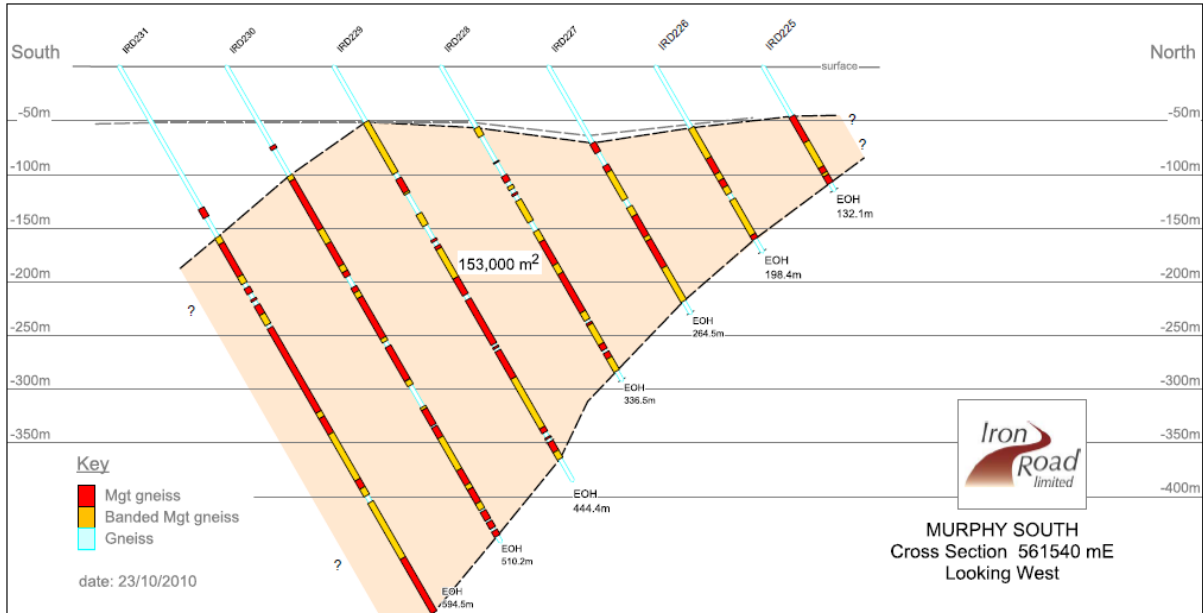 IRD231
IRD230
IRD229
IRD228
IRD227
IRD226
IRD225
South
North
surface
-50m
-50m
?
?
-100m
-100m
EOH
132.1m
-150m
-150m
153,000 m²
EOH
198.4m
-200m
-200m
?
EOH
264.5m
-250m
-250m
-300m
-300m
EOH
336.5m
-350m
-350m
Key
Mgt gneiss
Banded Mgt gneiss
Gneiss
-400m
EOH
444.4m
EOH
510.2m
?
EOH
594.5m
date: 23/10/2010
Iron
Road
limited
MURPHY SOUTH
Cross Section 561540 mE
Looking West